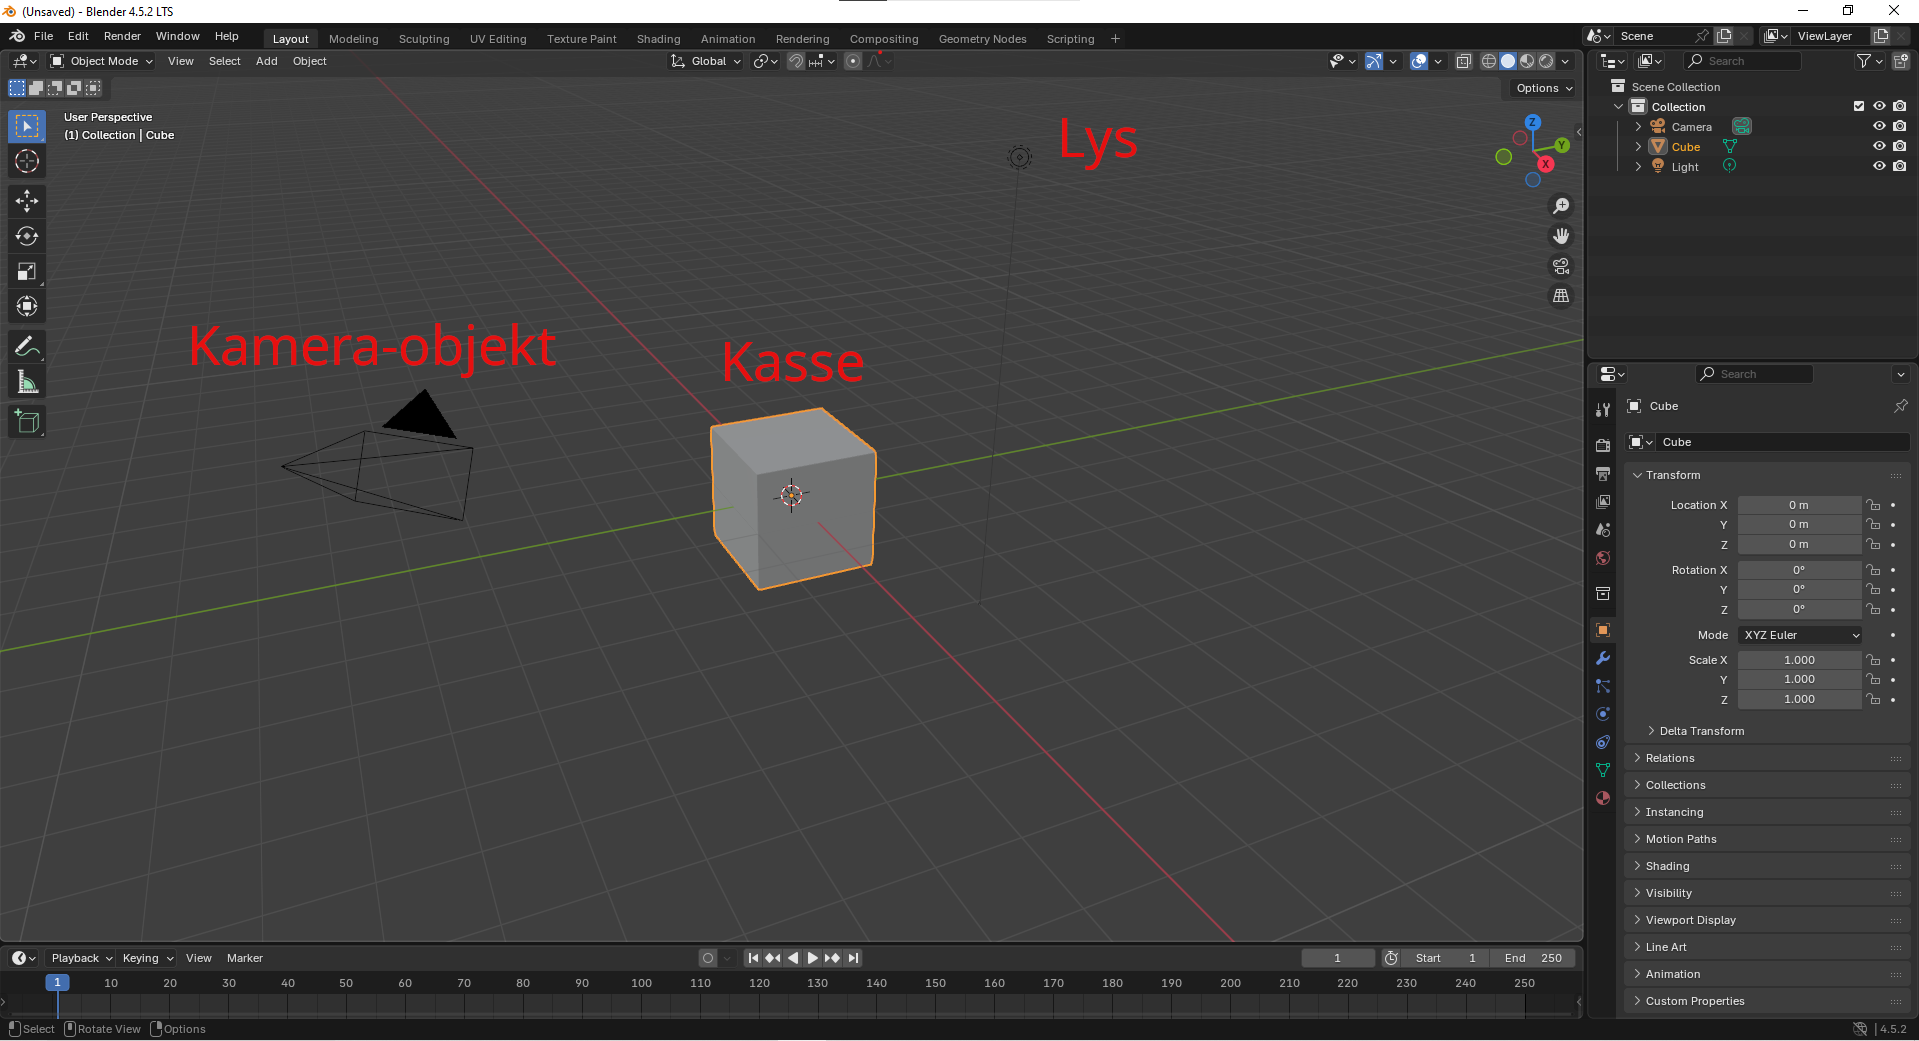 (Unsaved) - Blender 4.5.2 LTS
File Edit Render Window Help
Layout Modeling Sculpting UV Editing Texture Paint Shading Animation Rendering Compositing Geometry Nodes Scripting +
Scene
ViewLayer
Object Mode View Select Add Object
Global
Search
Options
User Perspective
(1) Collection | Cube
Lys
Z
Y
X
Kamera-objekt
Kasse
Scene Collection
Collection
Camera
Cube
Light
Search
Cube
Cube
Transform
Location X 0 m
Y 0 m
Z 0 m
Rotation X 0°
Y 0°
Z 0°
Mode XYZ Euler
Scale X 1.000
Y 1.000
Z 1.000
Delta Transform
Relations
Collections
Instancing
Motion Paths
Shading
Visibility
Viewport Display
Line Art
Animation
Custom Properties
Playback Keying View Marker
1 Start 1 End 250
1 10 20 30 40 50 60 70 80 90 100 110 120 130 140 150 160 170 180 190 200 210 220 230 240 250
Select Rotate View Options
4.5.2